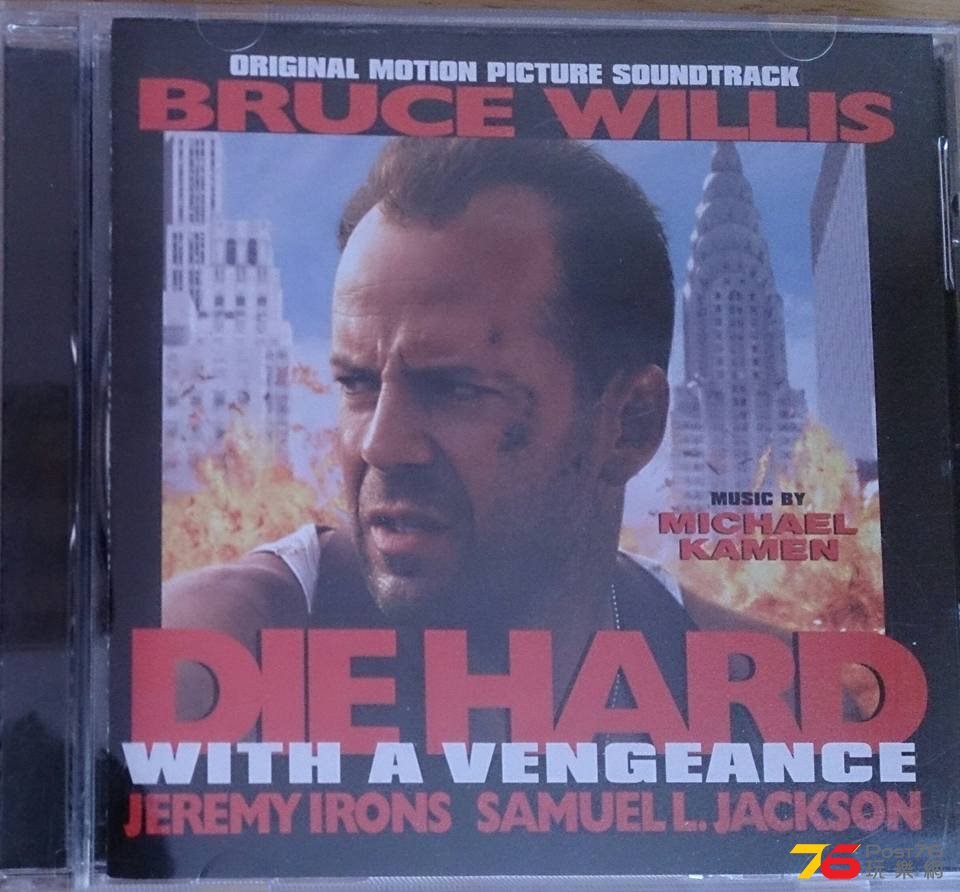 ORIGINAL MOTION PICTURE SOUNDTRACK
BRUCE WILLIS
MUSIC BY
MICHAEL
KAMEN
DIE HARD
WITH A VENGEANCE
JEREMY IRONS SAMUEL L. JACKSON
76 Post76
玩樂網